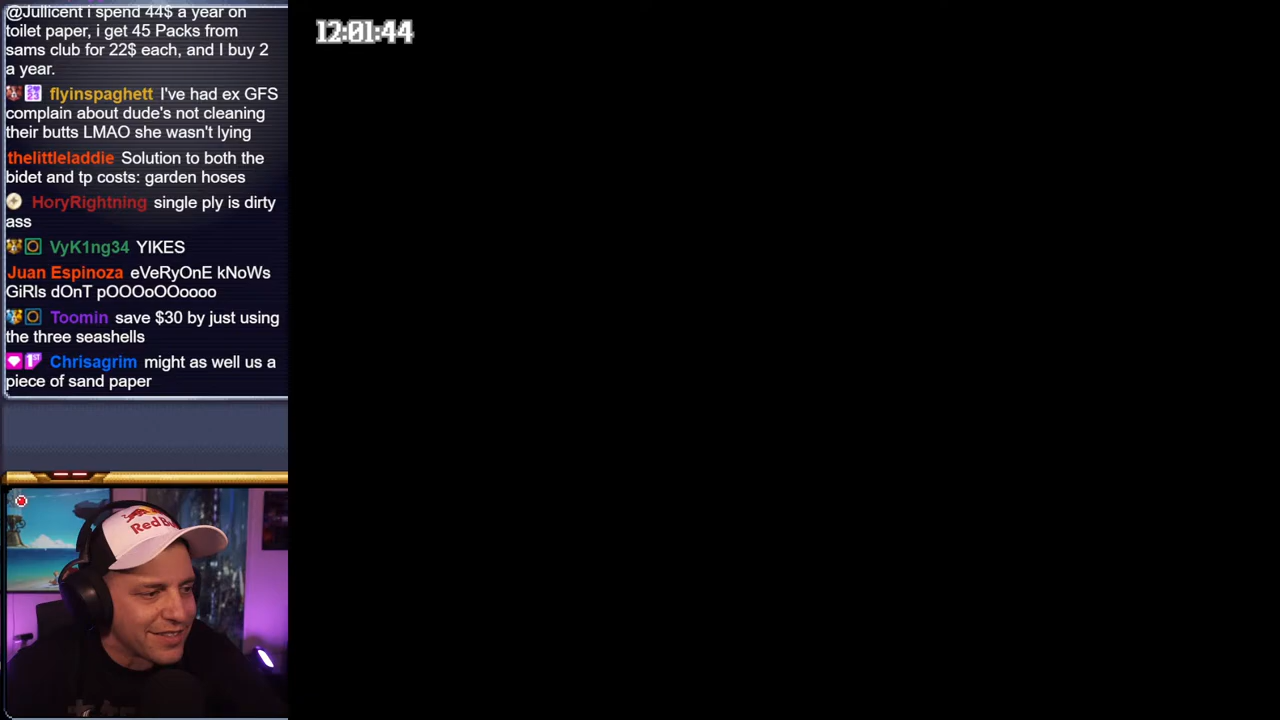 @Jullicent i spend 44$ a year on
toilet paper, i get 45 Packs from
sams club for 22$ each, and I buy 2
a year.
flyinspaghett I've had ex GFS
complain about dude's not cleaning
their butts LMAO she wasn't lying
thelittleladdie Solution to both the
bidet and tp costs: garden hoses
HoryRightning single ply is dirty
ass
VyK1ng34 YIKES
Juan Espinoza eVeRyOnE kNoWs
GiRls dOnT pOOOoOOoooo
Toomin save $30 by just using
the three seashells
1ST Chrisagrim might as well us a
piece of sand paper
12:01:44
Red Bull